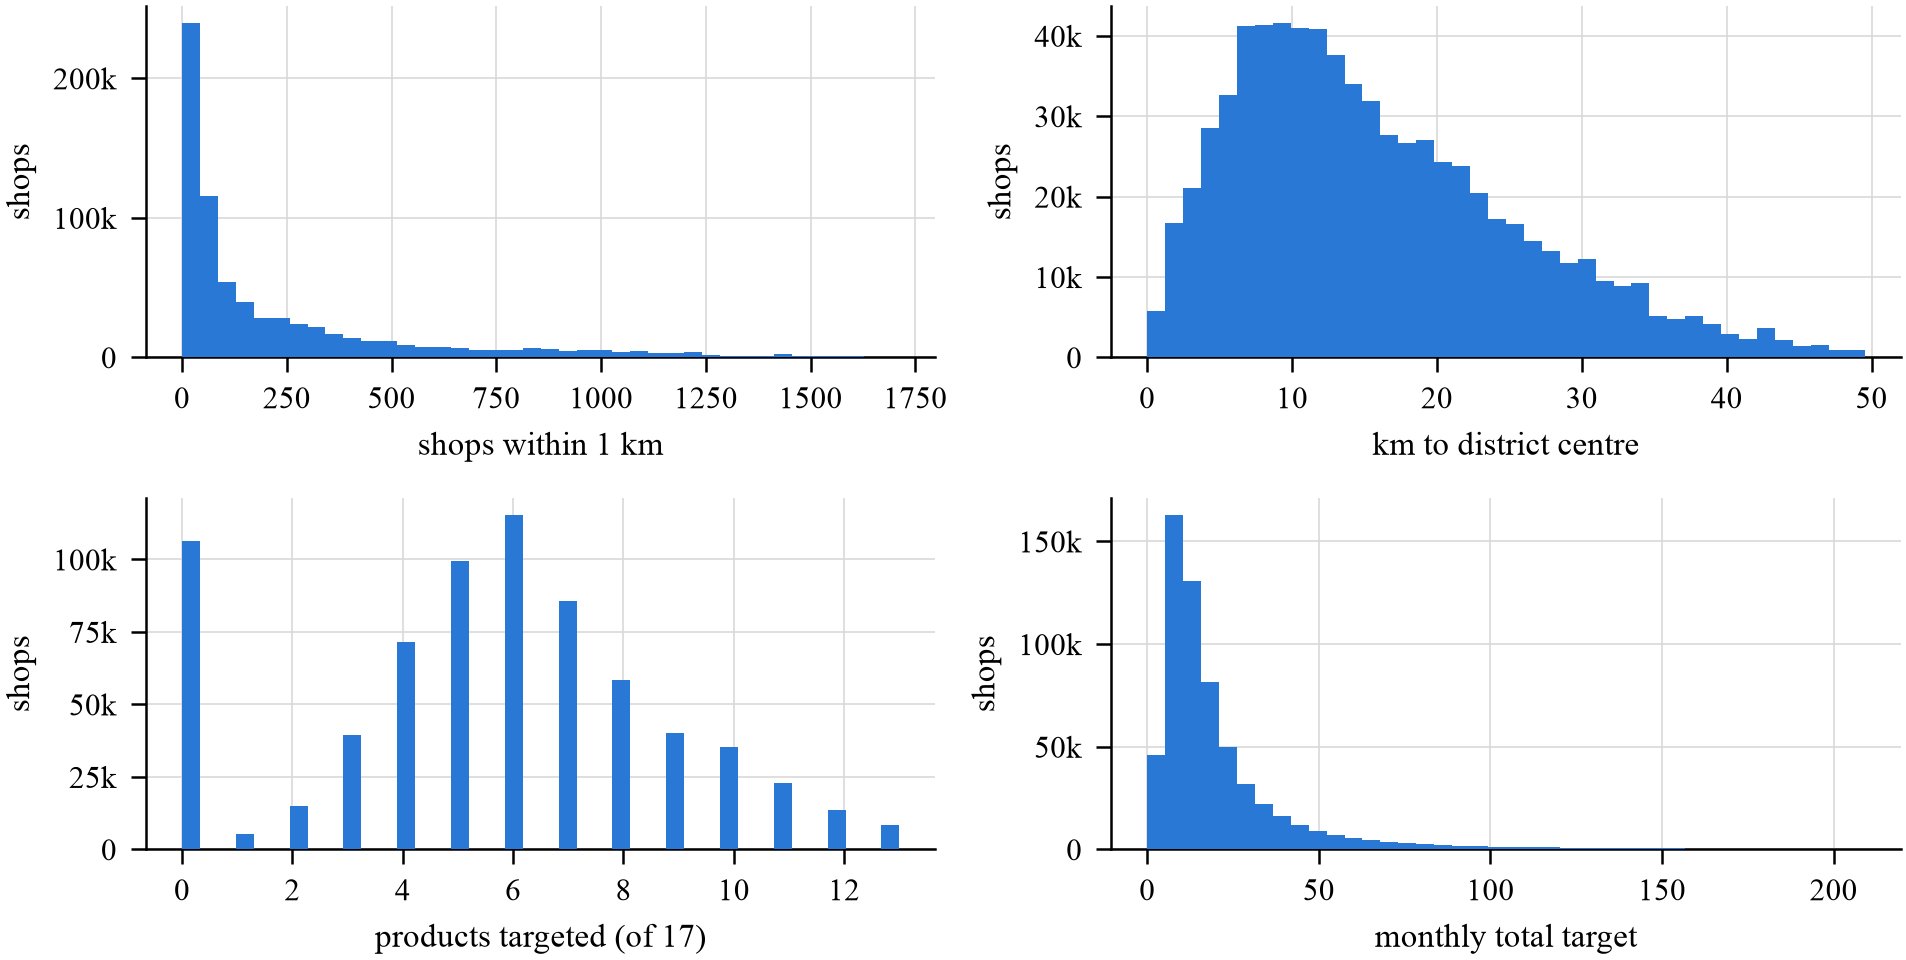 200k
100k
0
shops
0 250 500 750 1000 1250 1500 1750
shops within 1 km
40k
30k
20k
10k
0
shops
0 10 20 30 40 50
km to district centre
100k
75k
50k
25k
0
shops
0 2 4 6 8 10 12
products targeted (of 17)
150k
100k
50k
0
shops
0 50 100 150 200
monthly total target